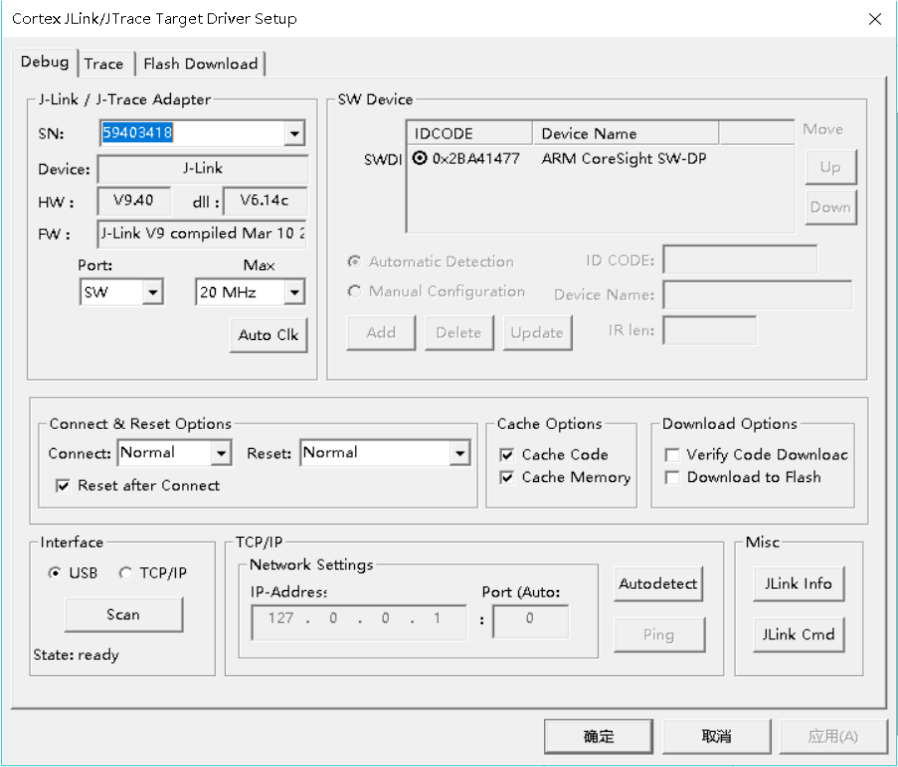 Cortex JLink/JTrace Target Driver Setup
Debug Trace Flash Download
J-Link / J-Trace Adapter
SN: 59403418
Device: J-Link
HW : V9.40 dll : V6.14c
FW : J-Link V9 compiled Mar 10 2
Port: Max
SW 20 MHz
Auto Clk
SW Device
IDCODE Device Name
SWDI 0x2BA41477 ARM CoreSight SW-DP
Move
Up
Down
Automatic Detection ID CODE:
Manual Configuration Device Name:
Add Delete Update IR len:
Connect & Reset Options
Connect: Normal Reset: Normal
Reset after Connect
Cache Options
Cache Code
Cache Memory
Download Options
Verify Code Downloac
Download to Flash
Interface
USB TCP/IP
Scan
State: ready
TCP/IP
Network Settings
IP-Address Port (Auto:
127 . 0 . 0 . 1 : 0
Autodetect
Ping
Misc
JLink Info
JLink Cmd
确定 取消 应用(A)